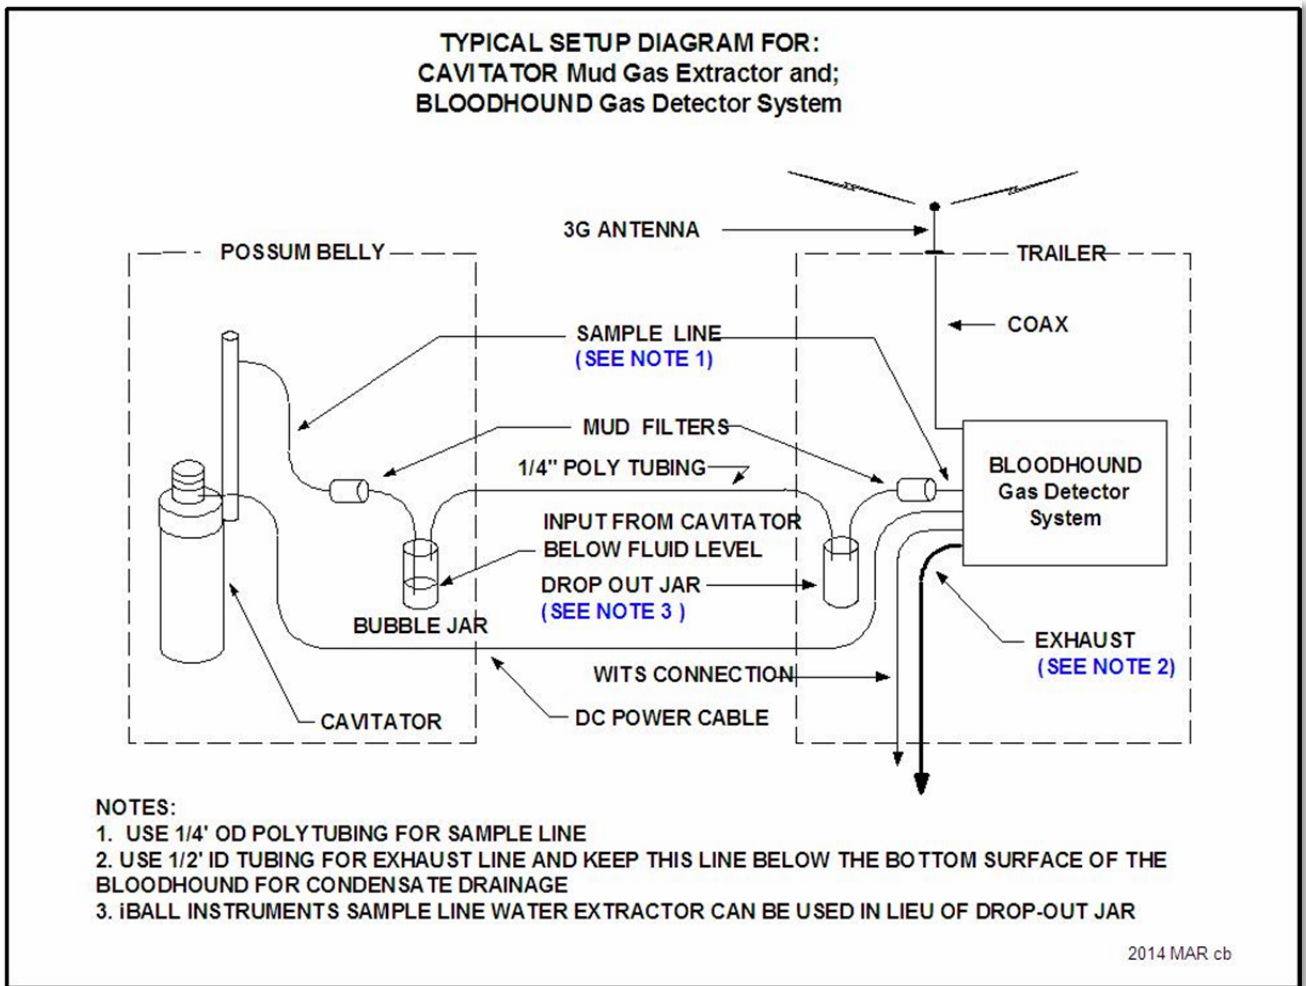 TYPICAL SETUP DIAGRAM FOR:
CAVITATOR Mud Gas Extractor and;
BLOODHOUND Gas Detector System
3G ANTENNA
POSSUM BELLY
TRAILER
COAX
SAMPLE LINE
(SEE NOTE 1)
MUD FILTERS
1/4" POLY TUBING
BLOODHOUND
Gas Detector
System
INPUT FROM CAVITATOR
BELOW FLUID LEVEL
DROP OUT JAR
(SEE NOTE 3 )
BUBBLE JAR
EXHAUST
(SEE NOTE 2)
WITS CONNECTION
DC POWER CABLE
CAVITATOR
NOTES:
1. USE 1/4' OD POLYTUBING FOR SAMPLE LINE
2. USE 1/2' ID TUBING FOR EXHAUST LINE AND KEEP THIS LINE BELOW THE BOTTOM SURFACE OF THE
BLOODHOUND FOR CONDENSATE DRAINAGE
3. iBALL INSTRUMENTS SAMPLE LINE WATER EXTRACTOR CAN BE USED IN LIEU OF DROP-OUT JAR
2014 MAR cb